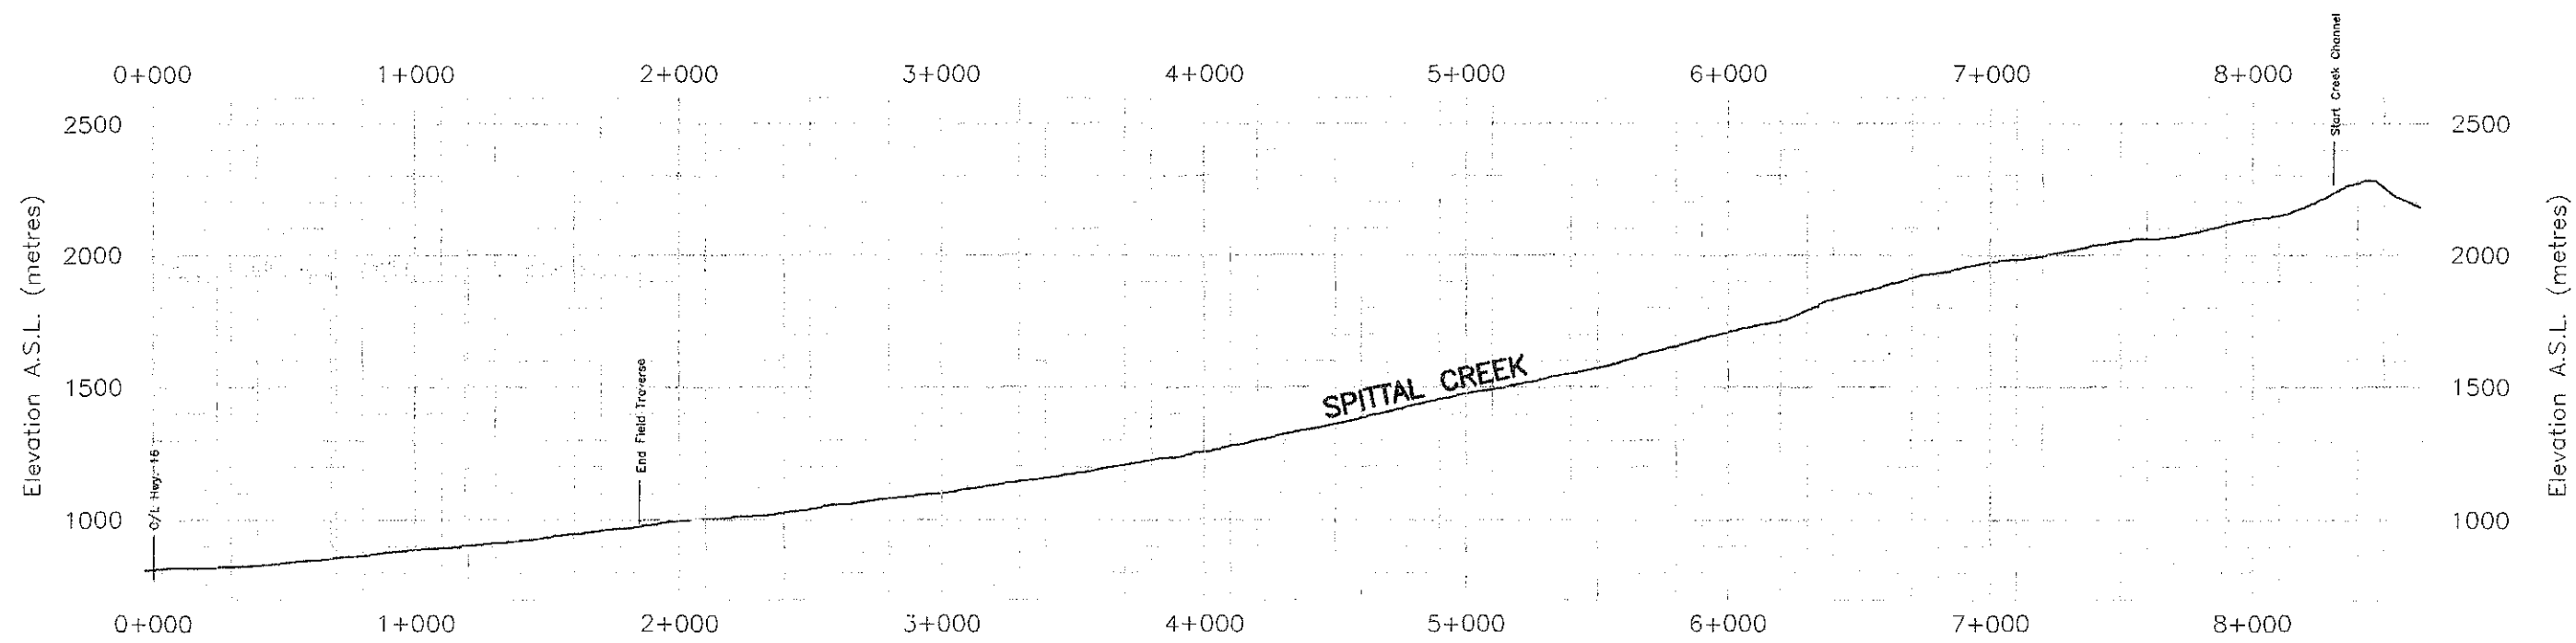 Start Creek Channel
0+000 1+000 2+000 3+000 4+000 5+000 6+000 7+000 8+000
2500 2500
2000 2000
Elevation A.S.L. (metres)
Elevation A.S.L. (metres)
End Field Traverse
1500 1500
SPITTAL CREEK
C/L Hwy. 16
1000 1000
0+000 1+000 2+000 3+000 4+000 5+000 6+000 7+000 8+000